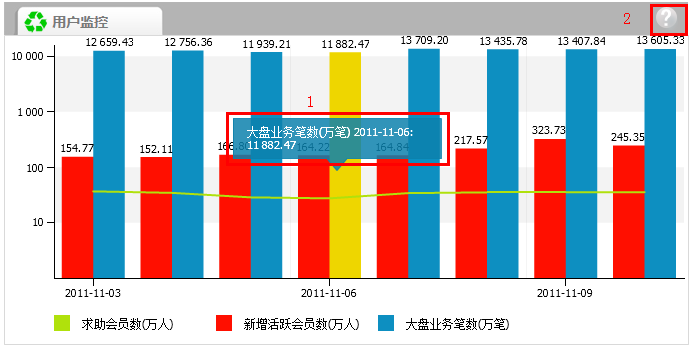 用户监控
2
?
12 659.43 12 756.36 11 939.21 11 882.47 13 709.20 13 435.78 13 407.84 13 605.33
10 000
1
1 000
大盘业务笔数(万笔) 2011-11-06:
11 882.47
154.77 152.11 164.22 164.84 217.57 323.73 245.35
100
10
2011-11-03 2011-11-06 2011-11-09
求助会员数(万人) 新增活跃会员数(万人) 大盘业务笔数(万笔)